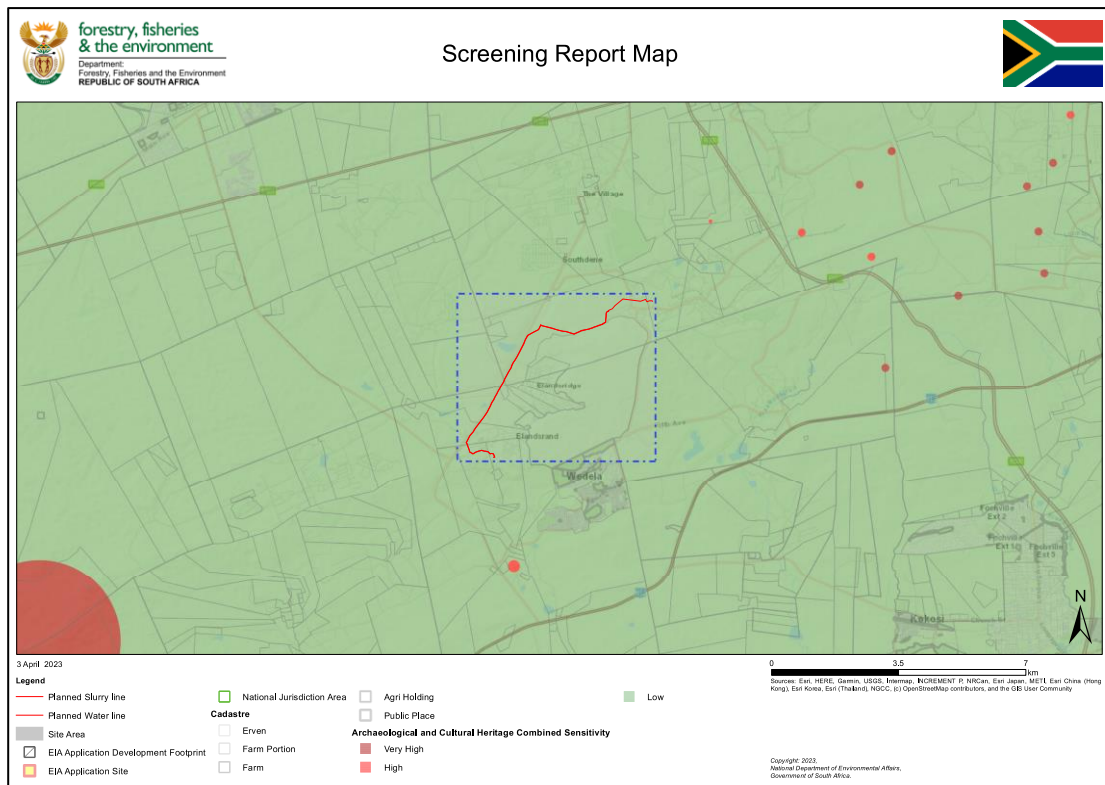 forestry, fisheries
& the environment
Department:
Forestry, Fisheries and the Environment
REPUBLIC OF SOUTH AFRICA
Screening Report Map
The Village
Southdene
Elandsridge
Elandsrand
Wedela
Fochville
Ext 2
Fochville
Ext 1
Fochville
Ext 3
Kokosi
N
3 April 2023
0 3.5 7
km
Sources: Esri, HERE, Garmin, USGS, Intermap, INCREMENT P, NRCan, Esri Japan, METI, Esri China (Hong
Kong), Esri Korea, Esri (Thailand), NGCC, (c) OpenStreetMap contributors, and the GIS User Community
Legend
Planned Slurry line
Planned Water line
Site Area
EIA Application Development Footprint
EIA Application Site
National Jurisdiction Area
Cadastre
Erven
Farm Portion
Farm
Agri Holding
Public Place
Archaeological and Cultural Heritage Combined Sensitivity
Very High
High
Low
Copyright: 2023,
National Department of Environmental Affairs,
Government of South Africa.